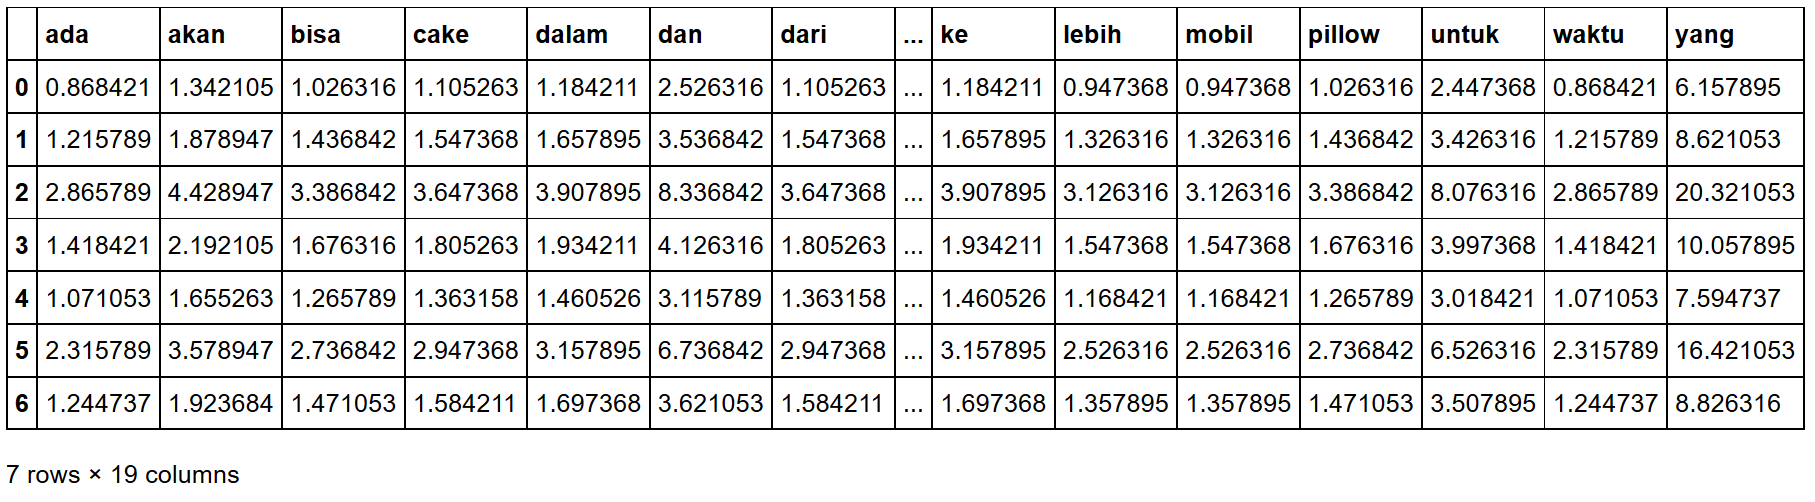 ada akan bisa cake dalam dan dari ... ke lebih mobil pillow untuk waktu yang
0 0.868421 1.342105 1.026316 1.105263 1.184211 2.526316 1.105263 ... 1.184211 0.947368 0.947368 1.026316 2.447368 0.868421 6.157895
1 1.215789 1.878947 1.436842 1.547368 1.657895 3.536842 1.547368 ... 1.657895 1.326316 1.326316 1.436842 3.426316 1.215789 8.621053
2 2.865789 4.428947 3.386842 3.647368 3.907895 8.336842 3.647368 ... 3.907895 3.126316 3.126316 3.386842 8.076316 2.865789 20.321053
3 1.418421 2.192105 1.676316 1.805263 1.934211 4.126316 1.805263 ... 1.934211 1.547368 1.547368 1.676316 3.997368 1.418421 10.057895
4 1.071053 1.655263 1.265789 1.363158 1.460526 3.115789 1.363158 ... 1.460526 1.168421 1.168421 1.265789 3.018421 1.071053 7.594737
5 2.315789 3.578947 2.736842 2.947368 3.157895 6.736842 2.947368 ... 3.157895 2.526316 2.526316 2.736842 6.526316 2.315789 16.421053
6 1.244737 1.923684 1.471053 1.584211 1.697368 3.621053 1.584211 ... 1.697368 1.357895 1.357895 1.471053 3.507895 1.244737 8.826316
7 rows × 19 columns